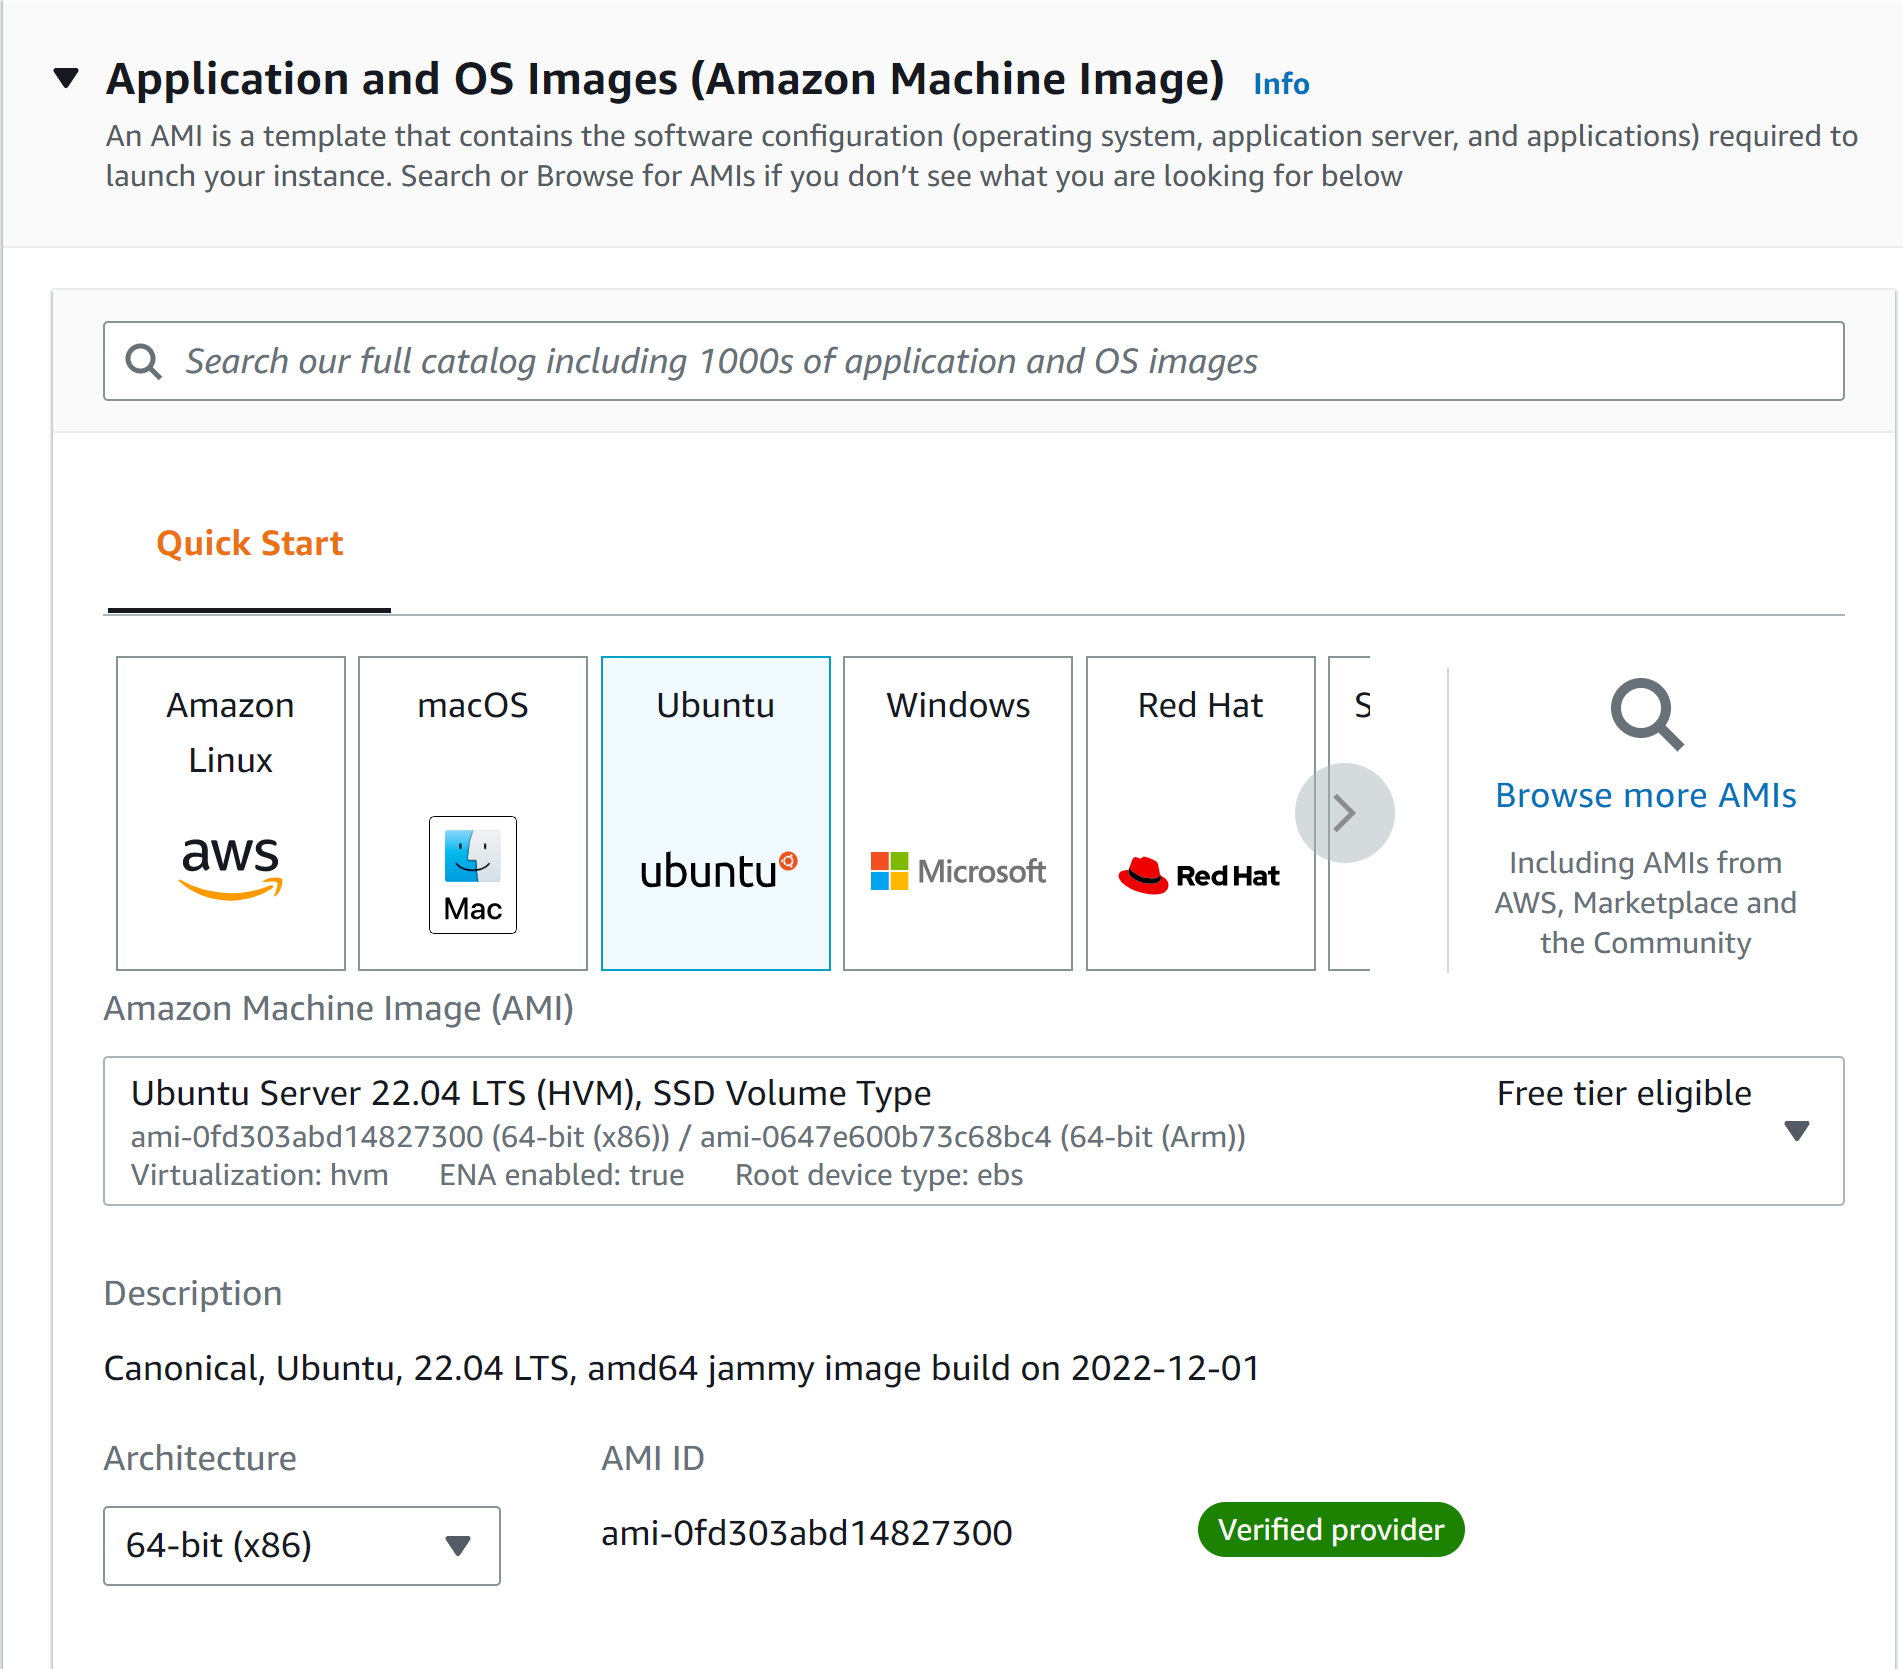 Application and OS Images (Amazon Machine Image) Info
An AMI is a template that contains the software configuration (operating system, application server, and applications) required to
launch your instance. Search or Browse for AMIs if you don’t see what you are looking for below
Search our full catalog including 1000s of application and OS images
Quick Start
Amazon
Linux
aws
macOS
Mac
Ubuntu
ubuntu
Windows
Microsoft
Red Hat
Red Hat
S
Browse more AMIs
Including AMIs from
AWS, Marketplace and
the Community
Amazon Machine Image (AMI)
Ubuntu Server 22.04 LTS (HVM), SSD Volume Type Free tier eligible
ami-0fd303abd14827300 (64-bit (x86)) / ami-0647e600b73c68bc4 (64-bit (Arm))
Virtualization: hvm ENA enabled: true Root device type: ebs
Description
Canonical, Ubuntu, 22.04 LTS, amd64 jammy image build on 2022-12-01
Architecture AMI ID
64-bit (x86) ami-0fd303abd14827300 Verified provider